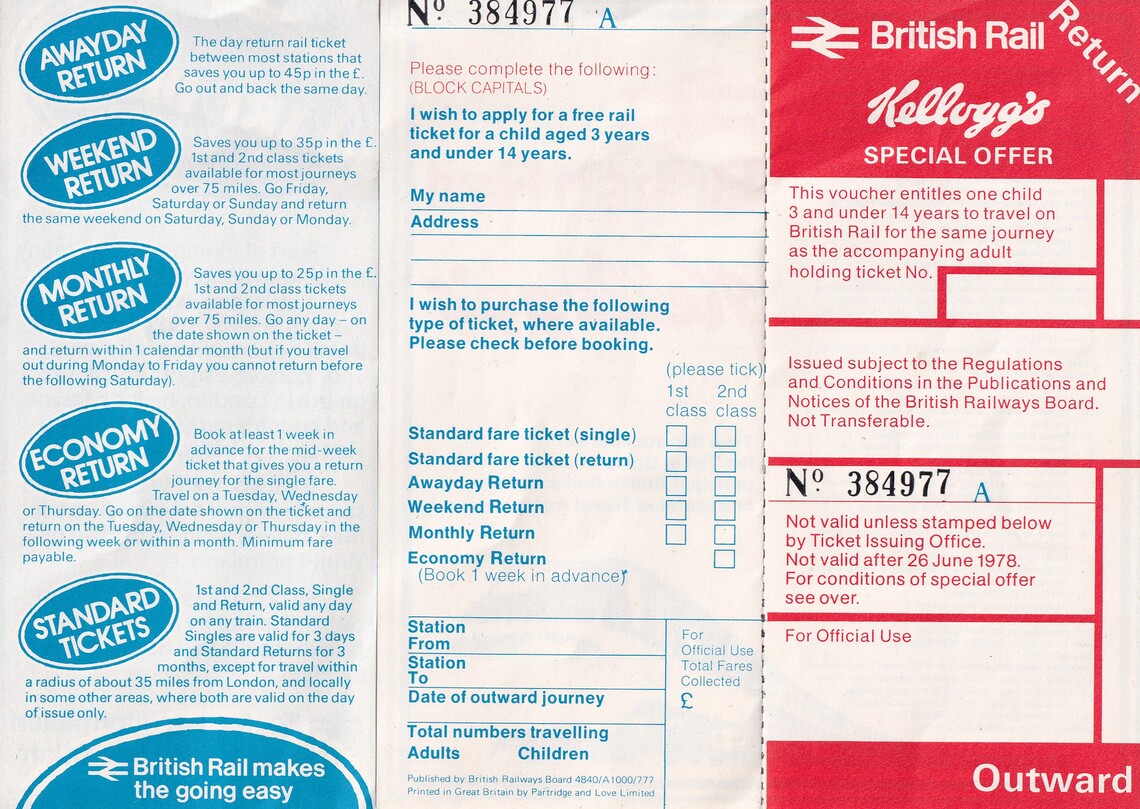 AWAYDAY
RETURN
The day return rail ticket
between most stations that
saves you up to 45p in the £.
Go out and back the same day.
WEEKEND
RETURN
Saves you up to 35p in the £.
1st and 2nd class tickets
available for most journeys
over 75 miles. Go Friday,
Saturday or Sunday and return
the same weekend on Saturday, Sunday or Monday.
MONTHLY
RETURN
Saves you up to 25p in the £.
1st and 2nd class tickets
available for most journeys
over 75 miles. Go any day – on
the date shown on the ticket –
and return within 1 calendar month (but if you travel
out during Monday to Friday you cannot return before
the following Saturday).
ECONOMY
RETURN
Book at least 1 week in
advance for the mid-week
ticket that gives you a return
journey for the single fare.
Travel on a Tuesday, Wednesday
or Thursday. Go on the date shown on the ticket and
return on the Tuesday, Wednesday or Thursday in the
following week or within a month. Minimum fare
payable.
STANDARD
TICKETS
1st and 2nd Class, Single
and Return, valid any day
on any train. Standard
Singles are valid for 3 days
and Standard Returns for 3
months, except for travel within
a radius of about 35 miles from London, and locally
in some other areas, where both are valid on the day
of issue only.
British Rail makes
the going easy
Nº 384977 A
Please complete the following:
(BLOCK CAPITALS)
I wish to apply for a free rail
ticket for a child aged 3 years
and under 14 years.
My name
Address
I wish to purchase the following
type of ticket, where available.
Please check before booking.
(please tick)
1st 2nd
class class
Standard fare ticket (single)
Standard fare ticket (return)
Awayday Return
Weekend Return
Monthly Return
Economy Return
(Book 1 week in advance)
Station
From
Station
To
Date of outward journey
Total numbers travelling
Adults Children
For
Official Use
Total Fares
Collected
£
Published by British Railways Board 4840/A1000/777
Printed in Great Britain by Partridge and Love Limited
British Rail
Return
Kellogg's
SPECIAL OFFER
This voucher entitles one child
3 and under 14 years to travel on
British Rail for the same journey
as the accompanying adult
holding ticket No.
Issued subject to the Regulations
and Conditions in the Publications and
Notices of the British Railways Board.
Not Transferable.
Nº 384977 A
Not valid unless stamped below
by Ticket Issuing Office.
Not valid after 26 June 1978.
For conditions of special offer
see over.
For Official Use
Outward